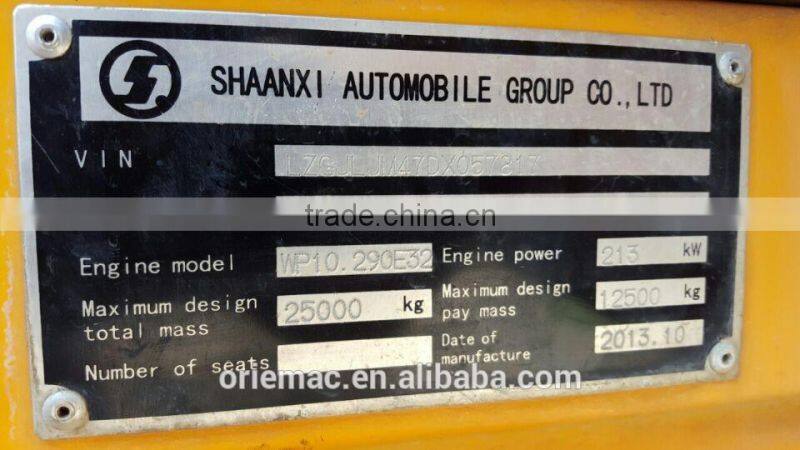 SHAANXI AUTOMOBILE GROUP CO.,LTD
VIN LZGJLJM47DX057217
trade.china.cn
Engine model WP10.290E32 Engine power 213 kW
Maximum design total mass 25000 kg Maximum design pay mass 12500 kg
Number of seats Date of manufacture 2013.10
oriemac.en.alibaba.com